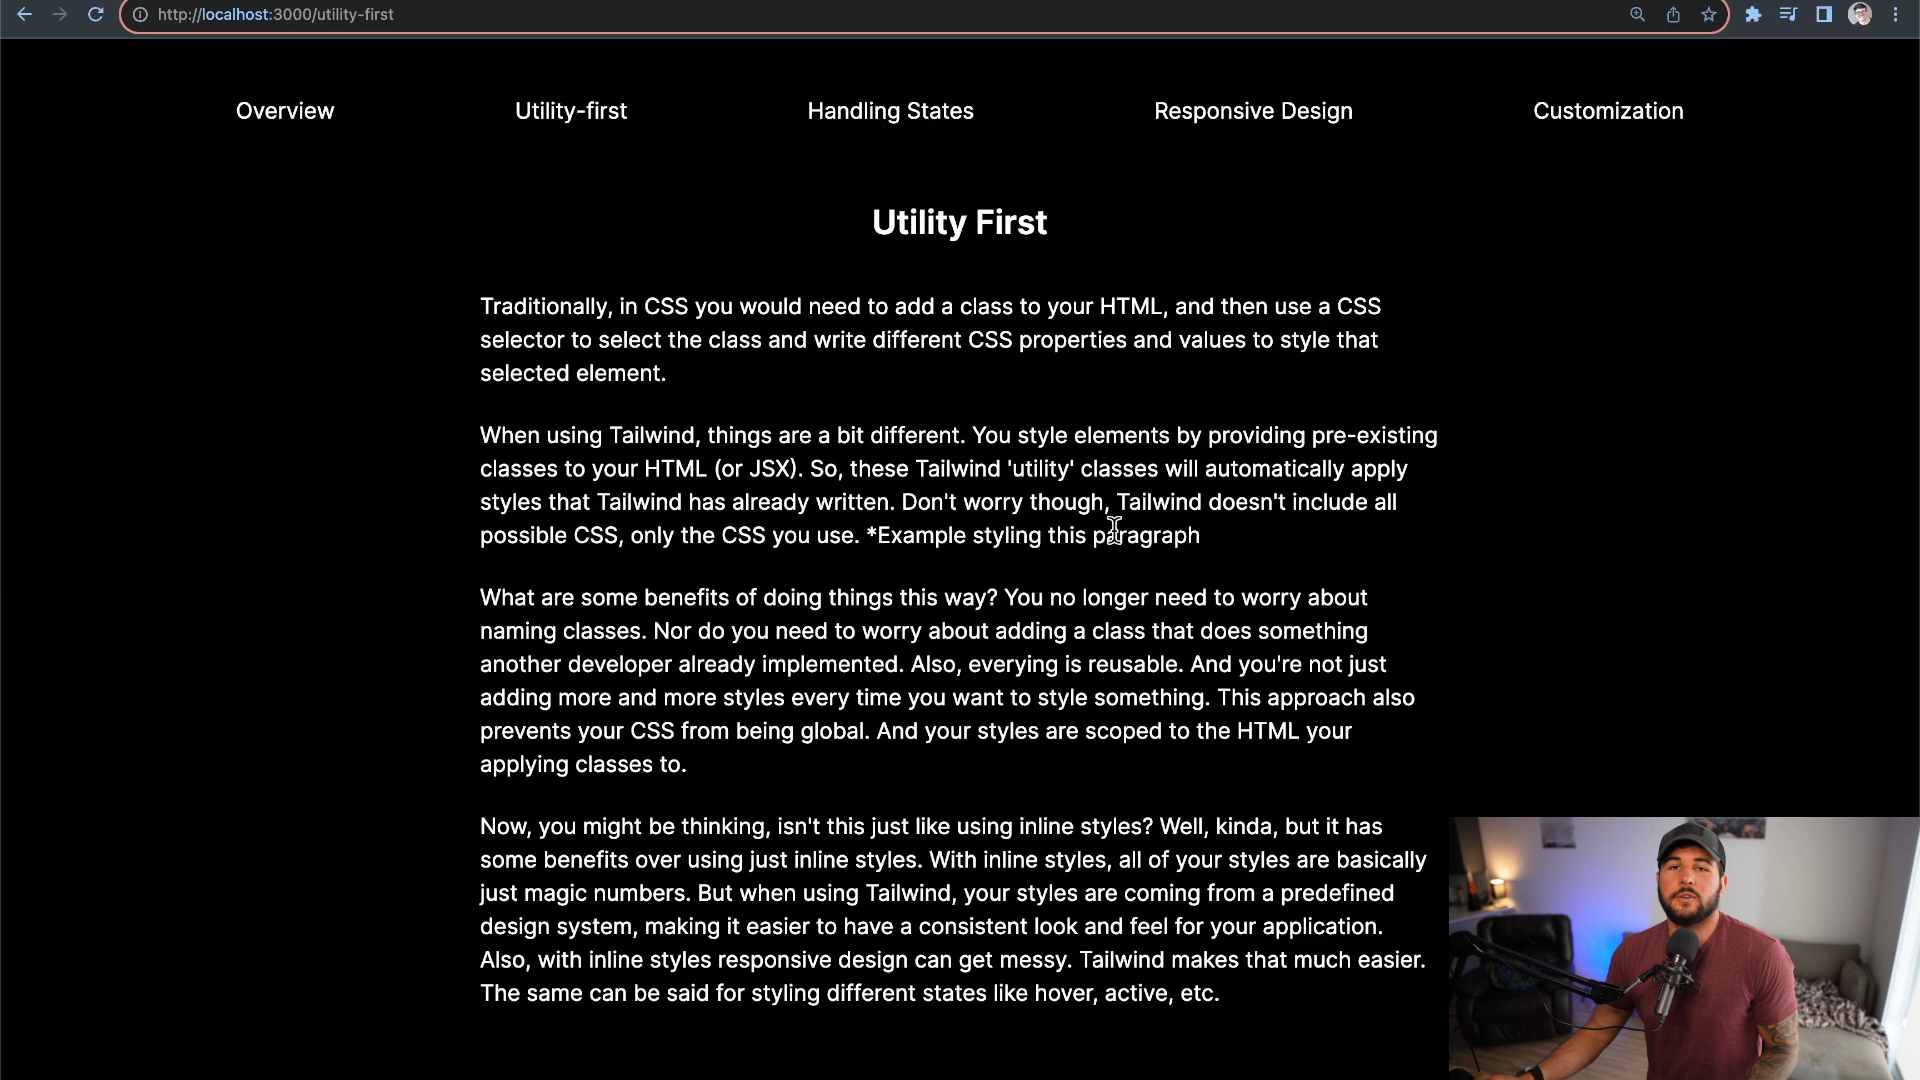 http://localhost:3000/utility-first
Overview Utility-first Handling States Responsive Design Customization
Utility First
Traditionally, in CSS you would need to add a class to your HTML, and then use a CSS
selector to select the class and write different CSS properties and values to style that
selected element.
When using Tailwind, things are a bit different. You style elements by providing pre-existing
classes to your HTML (or JSX). So, these Tailwind 'utility' classes will automatically apply
styles that Tailwind has already written. Don't worry though, Tailwind doesn't include all
possible CSS, only the CSS you use. *Example styling this paragraph
What are some benefits of doing things this way? You no longer need to worry about
naming classes. Nor do you need to worry about adding a class that does something
another developer already implemented. Also, everying is reusable. And you're not just
adding more and more styles every time you want to style something. This approach also
prevents your CSS from being global. And your styles are scoped to the HTML your
applying classes to.
Now, you might be thinking, isn't this just like using inline styles? Well, kinda, but it has
some benefits over using just inline styles. With inline styles, all of your styles are basically
just magic numbers. But when using Tailwind, your styles are coming from a predefined
design system, making it easier to have a consistent look and feel for your application.
Also, with inline styles responsive design can get messy. Tailwind makes that much easier.
The same can be said for styling different states like hover, active, etc.